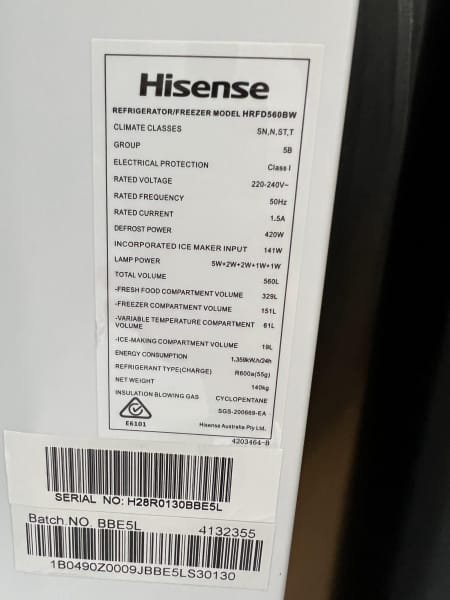 Hisense
REFRIGERATOR/FREEZER MODEL HRFD560BW
CLIMATE CLASSES SN,N,ST,T
GROUP 5B
ELECTRICAL PROTECTION Class I
RATED VOLTAGE 220-240V~
RATED FREQUENCY 50Hz
RATED CURRENT 1.5A
DEFROST POWER 420W
INCORPORATED ICE MAKER INPUT 141W
LAMP POWER 5W+2W+2W+1W+1W
TOTAL VOLUME 560L
-FRESH FOOD COMPARTMENT VOLUME 329L
-FREEZER COMPARTMENT VOLUME 151L
-VARIABLE TEMPERATURE COMPARTMENT 61L
VOLUME
-ICE-MAKING COMPARTMENT VOLUME 19L
ENERGY CONSUMPTION 1.359kW.h/24h
REFRIGERANT TYPE(CHARGE) R600a(55g)
NET WEIGHT 140kg
INSULATION BLOWING GAS CYCLOPENTANE
SGS-200669-EA
E6101 Hisense Australia Pty Ltd.
4203464-B
SERIAL NO: H28R0130BBE5L
Batch NO. BBE5L 4132355
1B0490Z0009JBBE5LS30130